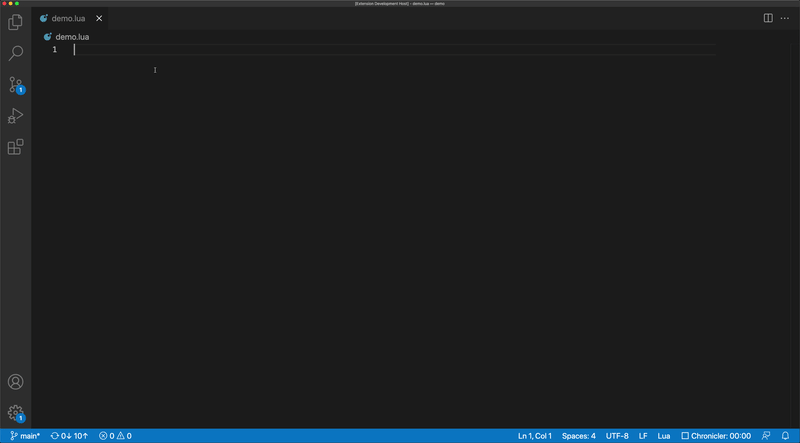 [Extension Development Host] - demo.lua — demo
demo.lua
demo.lua
1
1
1
main* 0↓ 10↑ 0 0 Ln 1, Col 1 Spaces: 4 UTF-8 LF Lua Chronicler: 00:00